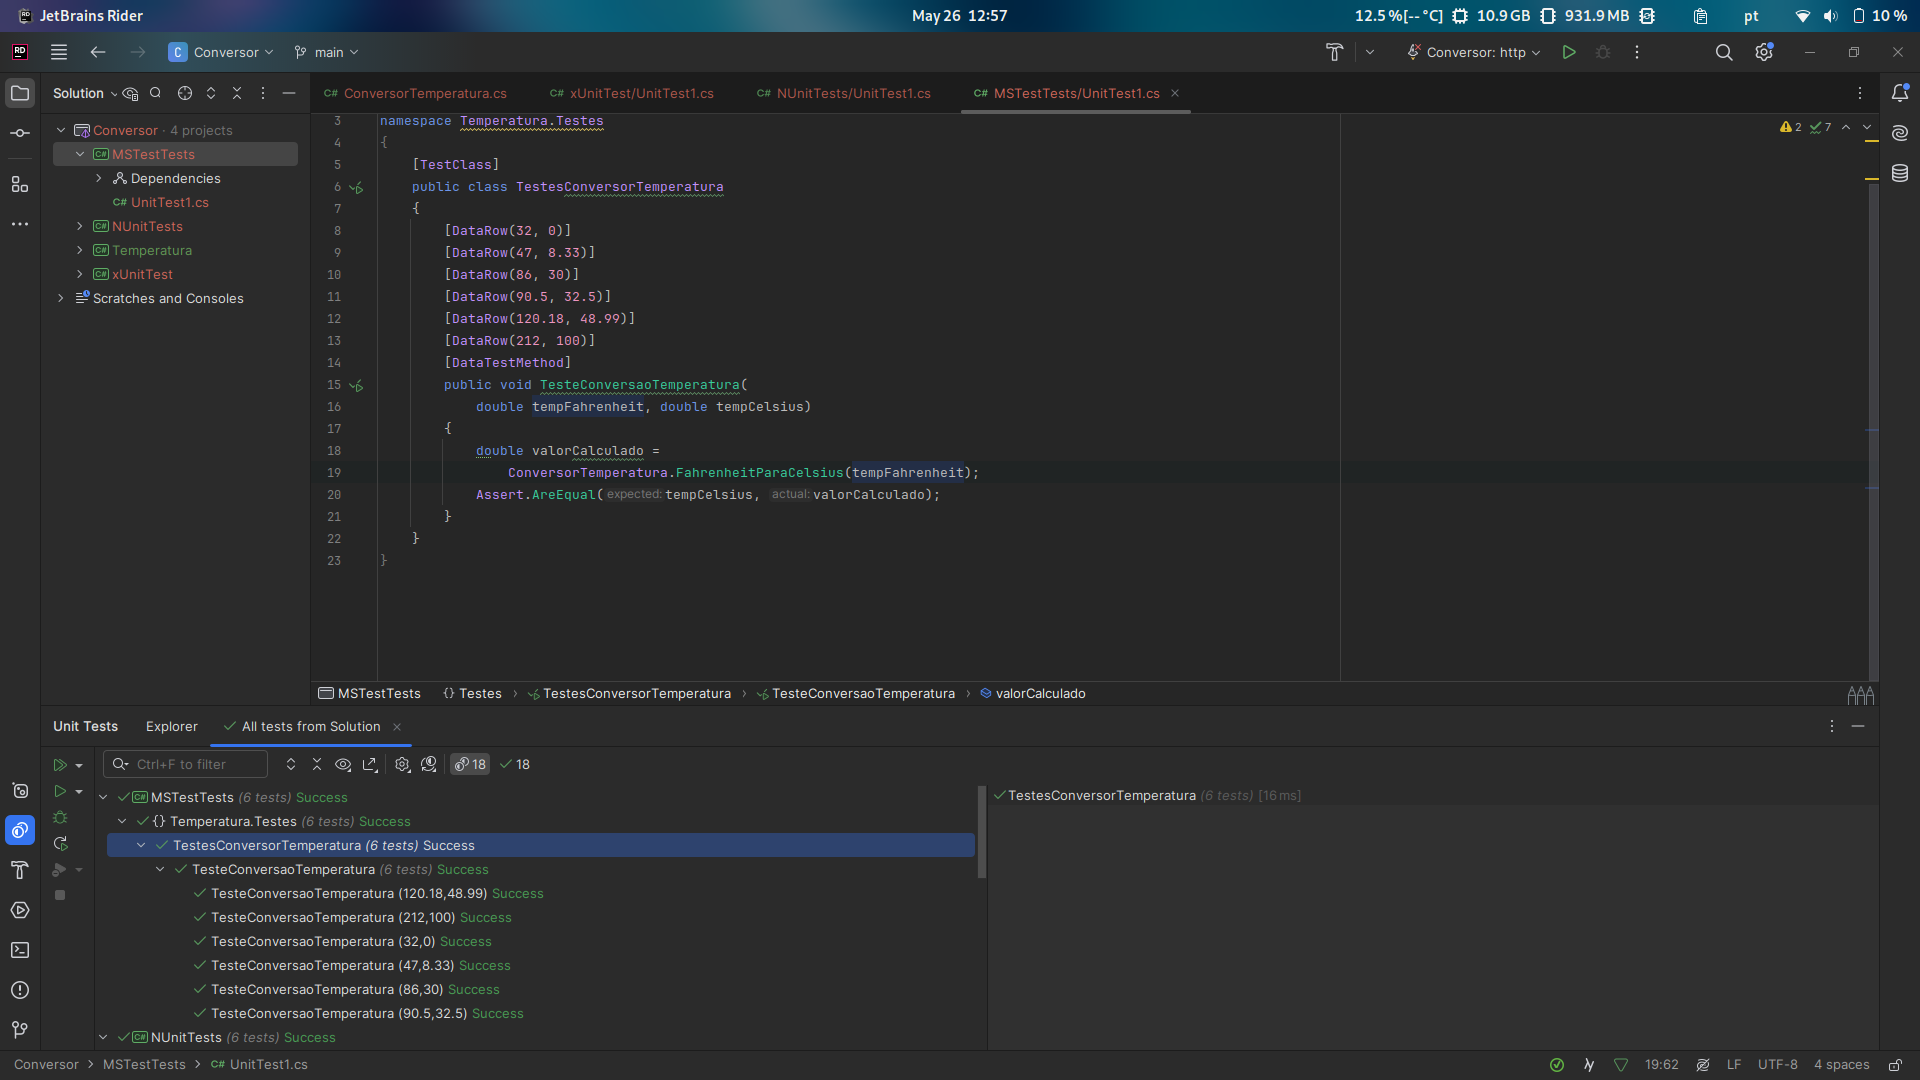 JetBrains Rider
May 26 12:57
12.5 %[-- °C] 10.9 GB 931.9 MB pt 10 %
RD C Conversor main Conversor: http
Solution
ConversorTemperatura.cs xUnitTest/UnitTest1.cs NUnitTests/UnitTest1.cs MSTestTests/UnitTest1.cs
Conversor · 4 projects
MSTestTests
Dependencies
C# UnitTest1.cs
NUnitTests
Temperatura
xUnitTest
Scratches and Consoles
2 7
3 namespace Temperatura.Testes
4 {
5 [TestClass]
6 public class TestesConversorTemperatura
7 {
8 [DataRow(32, 0)]
9 [DataRow(47, 8.33)]
10 [DataRow(86, 30)]
11 [DataRow(90.5, 32.5)]
12 [DataRow(120.18, 48.99)]
13 [DataRow(212, 100)]
14 [DataTestMethod]
15 public void TesteConversaoTemperatura(
16 double tempFahrenheit, double tempCelsius)
17 {
18 double valorCalculado =
19 ConversorTemperatura.FahrenheitParaCelsius(tempFahrenheit);
20 Assert.AreEqual( expected: tempCelsius, actual: valorCalculado);
21 }
22 }
23 }
MSTestTests {} Testes TestesConversorTemperatura TesteConversaoTemperatura valorCalculado
Unit Tests Explorer All tests from Solution
Ctrl+F to filter 18 18
MSTestTests (6 tests) Success
{} Temperatura.Testes (6 tests) Success
TestesConversorTemperatura (6 tests) Success
TesteConversaoTemperatura (6 tests) Success
TesteConversaoTemperatura (120.18,48.99) Success
TesteConversaoTemperatura (212,100) Success
TesteConversaoTemperatura (32,0) Success
TesteConversaoTemperatura (47,8.33) Success
TesteConversaoTemperatura (86,30) Success
TesteConversaoTemperatura (90.5,32.5) Success
NUnitTests (6 tests) Success
TestesConversorTemperatura (6 tests) [16 ms]
Conversor MSTestTests C# UnitTest1.cs
19:62 LF UTF-8 4 spaces